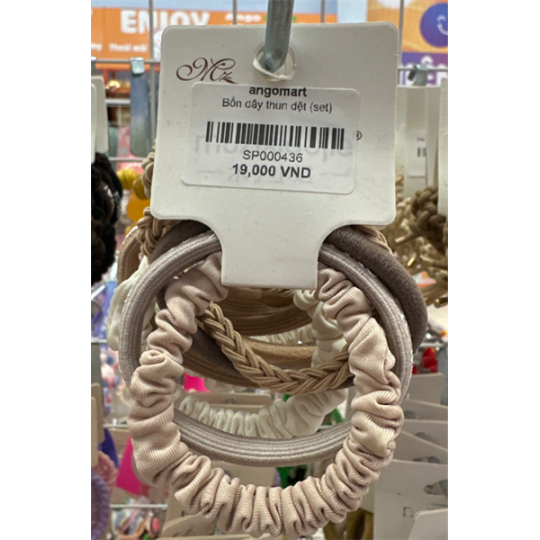 ENJOY
Mz
angomart
Bốn dây thun dệt (set)
SP000436
19,000 VND
®